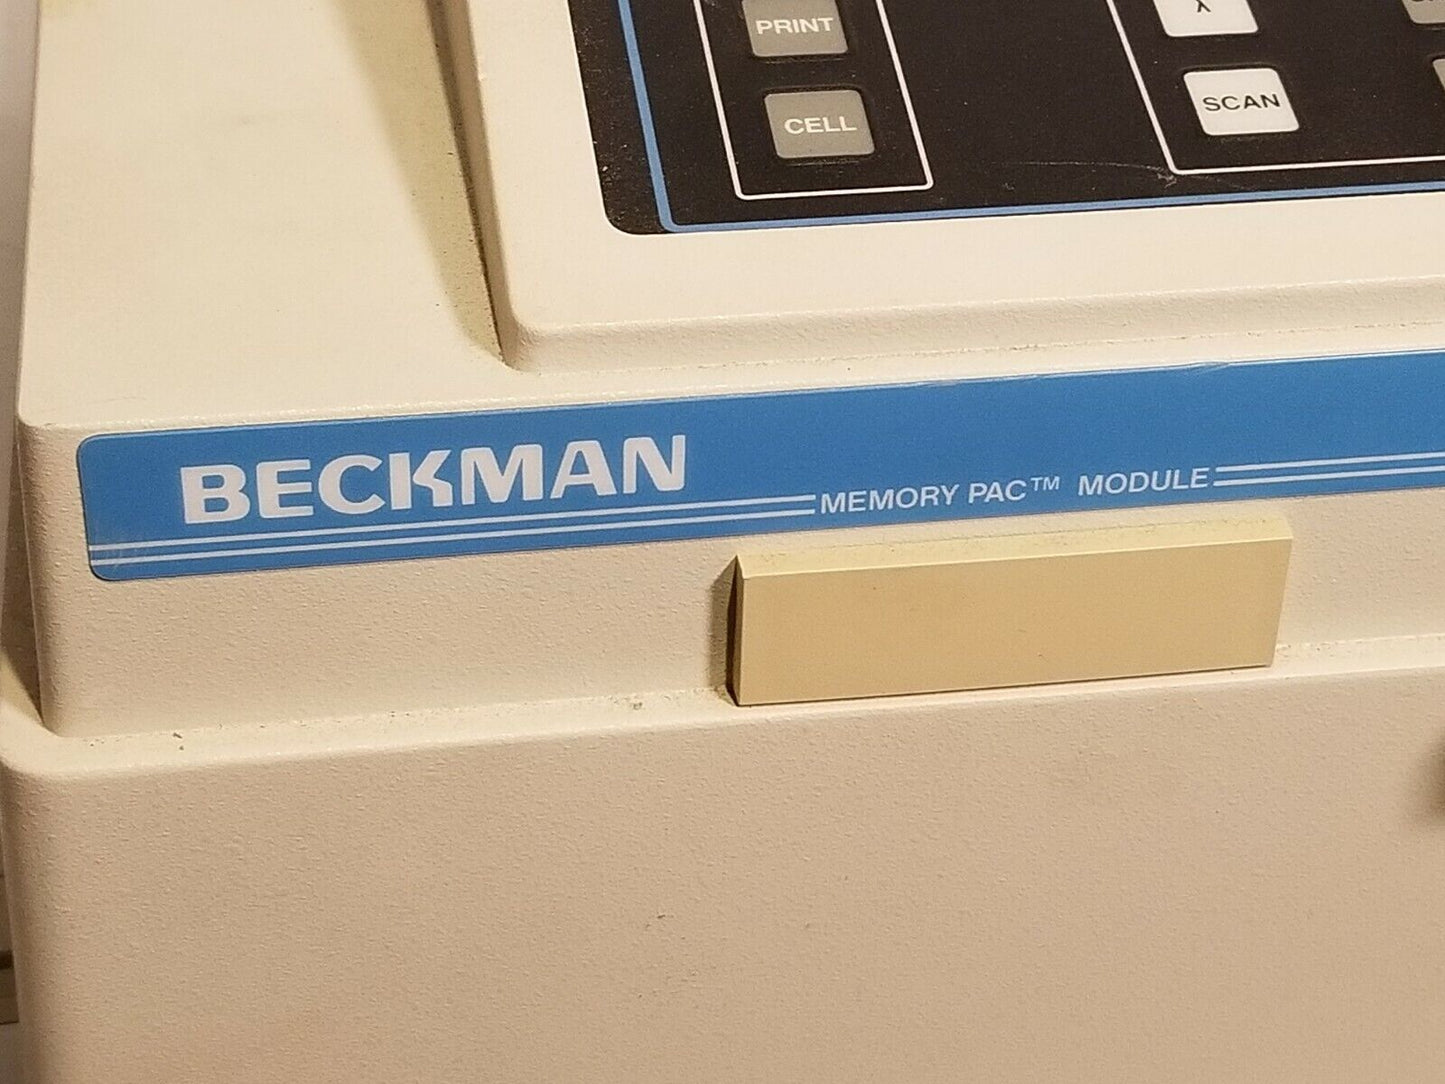 PRINT
CELL
SCAN
BECKMAN
MEMORY PAC™ MODULE